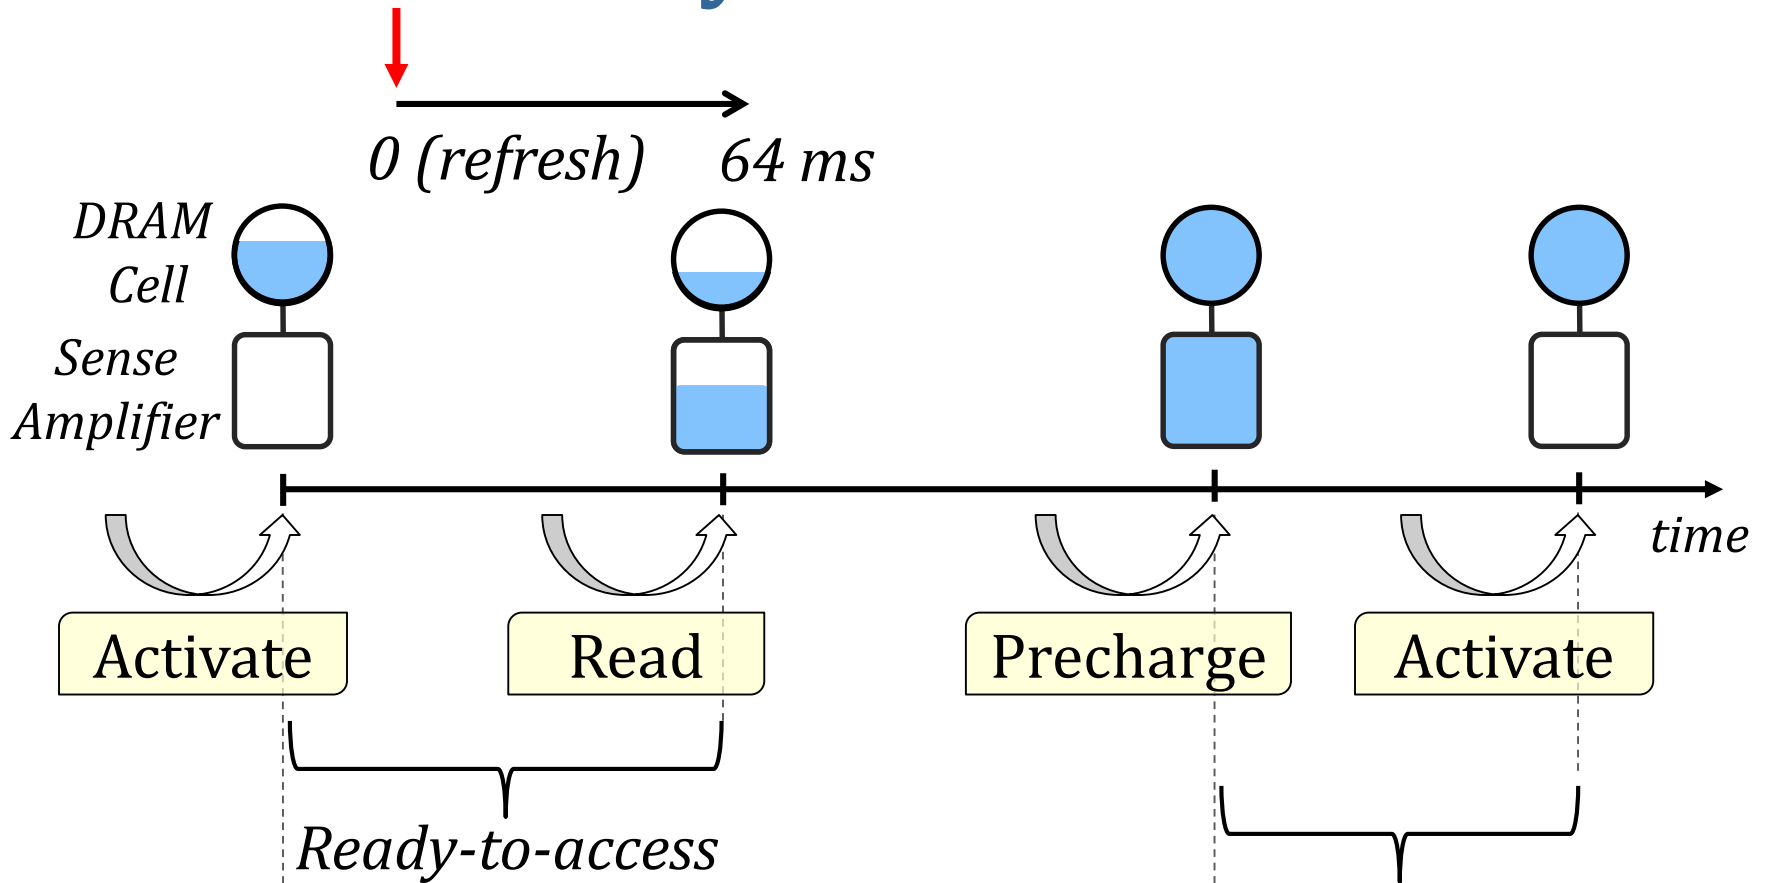 0 (refresh) 64 ms
DRAM
Cell
Sense
Amplifier
time
Activate Read Precharge Activate
Ready-to-access